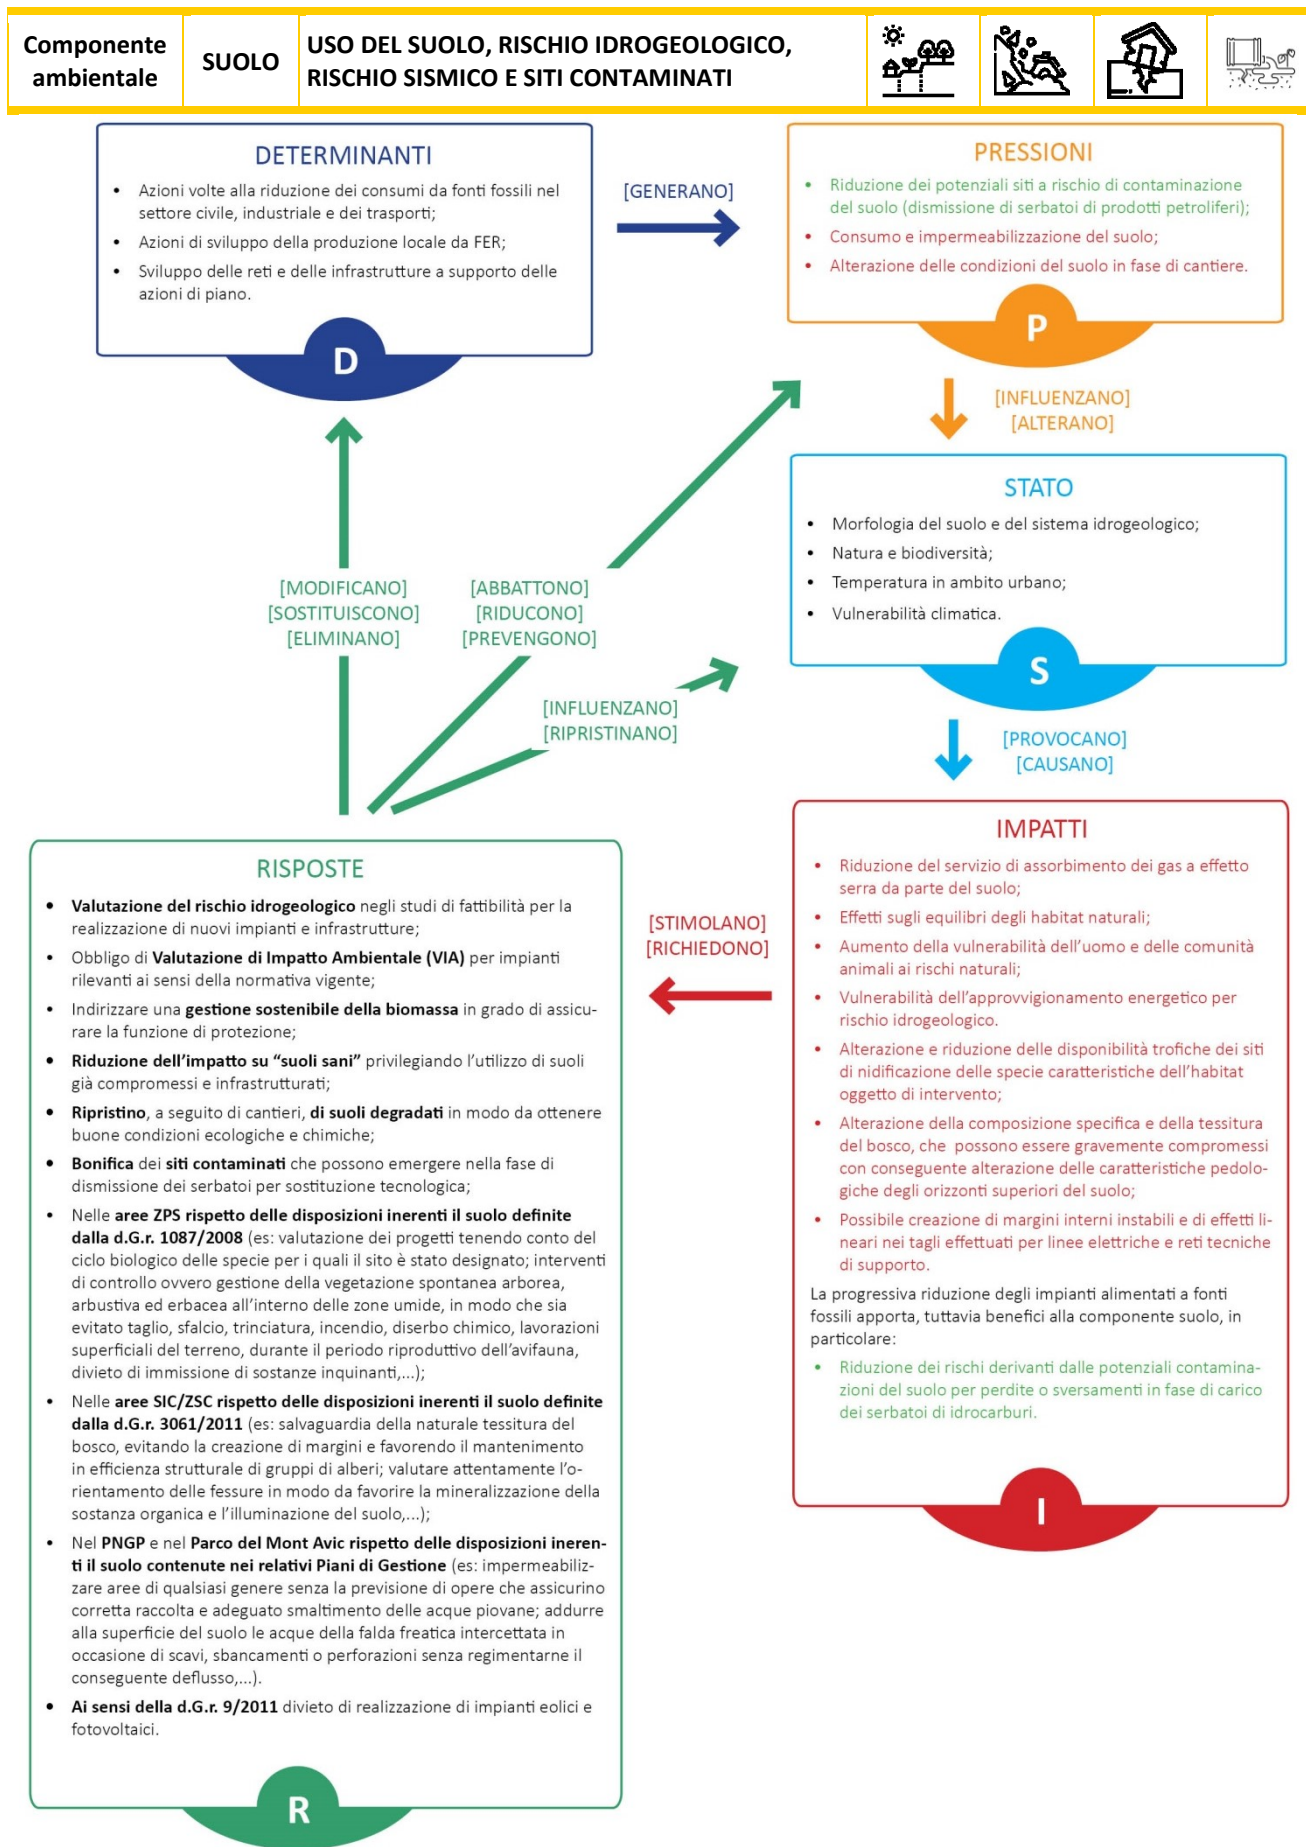 Componente
ambientale
SUOLO
USO DEL SUOLO, RISCHIO IDROGEOLOGICO,
RISCHIO SISMICO E SITI CONTAMINATI
DETERMINANTI
• Azioni volte alla riduzione dei consumi da fonti fossili nel
settore civile, industriale e dei trasporti;
• Azioni di sviluppo della produzione locale da FER;
• Sviluppo delle reti e delle infrastrutture a supporto delle
azioni di piano.
D
[GENERANO]
PRESSIONI
• Riduzione dei potenziali siti a rischio di contaminazione
del suolo (dismissione di serbatoi di prodotti petroliferi);
• Consumo e impermeabilizzazione del suolo;
• Alterazione delle condizioni del suolo in fase di cantiere.
P
[INFLUENZANO]
[ALTERANO]
STATO
• Morfologia del suolo e del sistema idrogeologico;
• Natura e biodiversità;
• Temperatura in ambito urbano;
• Vulnerabilità climatica.
S
[MODIFICANO]
[SOSTITUISCONO]
[ELIMINANO]
[ABBATTONO]
[RIDUCONO]
[PREVENGONO]
[INFLUENZANO]
[RIPRISTINANO]
[PROVOCANO]
[CAUSANO]
IMPATTI
• Riduzione del servizio di assorbimento dei gas a effetto
serra da parte del suolo;
• Effetti sugli equilibri degli habitat naturali;
• Aumento della vulnerabilità dell'uomo e delle comunità
animali ai rischi naturali;
• Vulnerabilità dell'approvvigionamento energetico per
rischio idrogeologico.
• Alterazione e riduzione delle disponibilità trofiche dei siti
di nidificazione delle specie caratteristiche dell'habitat
oggetto di intervento;
• Alterazione della composizione specifica e della tessitura
del bosco, che possono essere gravemente compromessi
con conseguente alterazione delle caratteristiche pedolo-
giche degli orizzonti superiori del suolo;
• Possibile creazione di margini interni instabili e di effetti li-
neari nei tagli effettuati per linee elettriche e reti tecniche
di supporto.
La progressiva riduzione degli impianti alimentati a fonti
fossili apporta, tuttavia benefici alla componente suolo, in
particolare:
• Riduzione dei rischi derivanti dalle potenziali contamina-
zioni del suolo per perdite o sversamenti in fase di carico
dei serbatoi di idrocarburi.
I
[STIMOLANO]
[RICHIEDONO]
RISPOSTE
• Valutazione del rischio idrogeologico negli studi di fattibilità per la
realizzazione di nuovi impianti e infrastrutture;
• Obbligo di Valutazione di Impatto Ambientale (VIA) per impianti
rilevanti ai sensi della normativa vigente;
• Indirizzare una gestione sostenibile della biomassa in grado di assicu-
rare la funzione di protezione;
• Riduzione dell'impatto su "suoli sani" privilegiando l'utilizzo di suoli
già compromessi e infrastrutturati;
• Ripristino, a seguito di cantieri, di suoli degradati in modo da ottenere
buone condizioni ecologiche e chimiche;
• Bonifica dei siti contaminati che possono emergere nella fase di
dismissione dei serbatoi per sostituzione tecnologica;
• Nelle aree ZPS rispetto delle disposizioni inerenti il suolo definite
dalla d.G.r. 1087/2008 (es: valutazione dei progetti tenendo conto del
ciclo biologico delle specie per i quali il sito è stato designato; interventi
di controllo ovvero gestione della vegetazione spontanea arborea,
arbustiva ed erbacea all'interno delle zone umide, in modo che sia
evitato taglio, sfalcio, trinciatura, incendio, diserbo chimico, lavorazioni
superficiali del terreno, durante il periodo riproduttivo dell'avifauna,
divieto di immissione di sostanze inquinanti,...);
• Nelle aree SIC/ZSC rispetto delle disposizioni inerenti il suolo definite
dalla d.G.r. 3061/2011 (es: salvaguardia della naturale tessitura del
bosco, evitando la creazione di margini e favorendo il mantenimento
in efficienza strutturale di gruppi di alberi; valutare attentamente l'o-
rientamento delle fessure in modo da favorire la mineralizzazione della
sostanza organica e l'illuminazione del suolo,...);
• Nel PNGP e nel Parco del Mont Avic rispetto delle disposizioni ineren-
ti il suolo contenute nei relativi Piani di Gestione (es: impermeabiliz-
zare aree di qualsiasi genere senza la previsione di opere che assicurino
corretta raccolta e adeguato smaltimento delle acque piovane; addurre
alla superficie del suolo le acque della falda freatica intercettata in
occasione di scavi, sbancamenti o perforazioni senza regimentarne il
conseguente deflusso,...).
• Ai sensi della d.G.r. 9/2011 divieto di realizzazione di impianti eolici e
fotovoltaici.
R